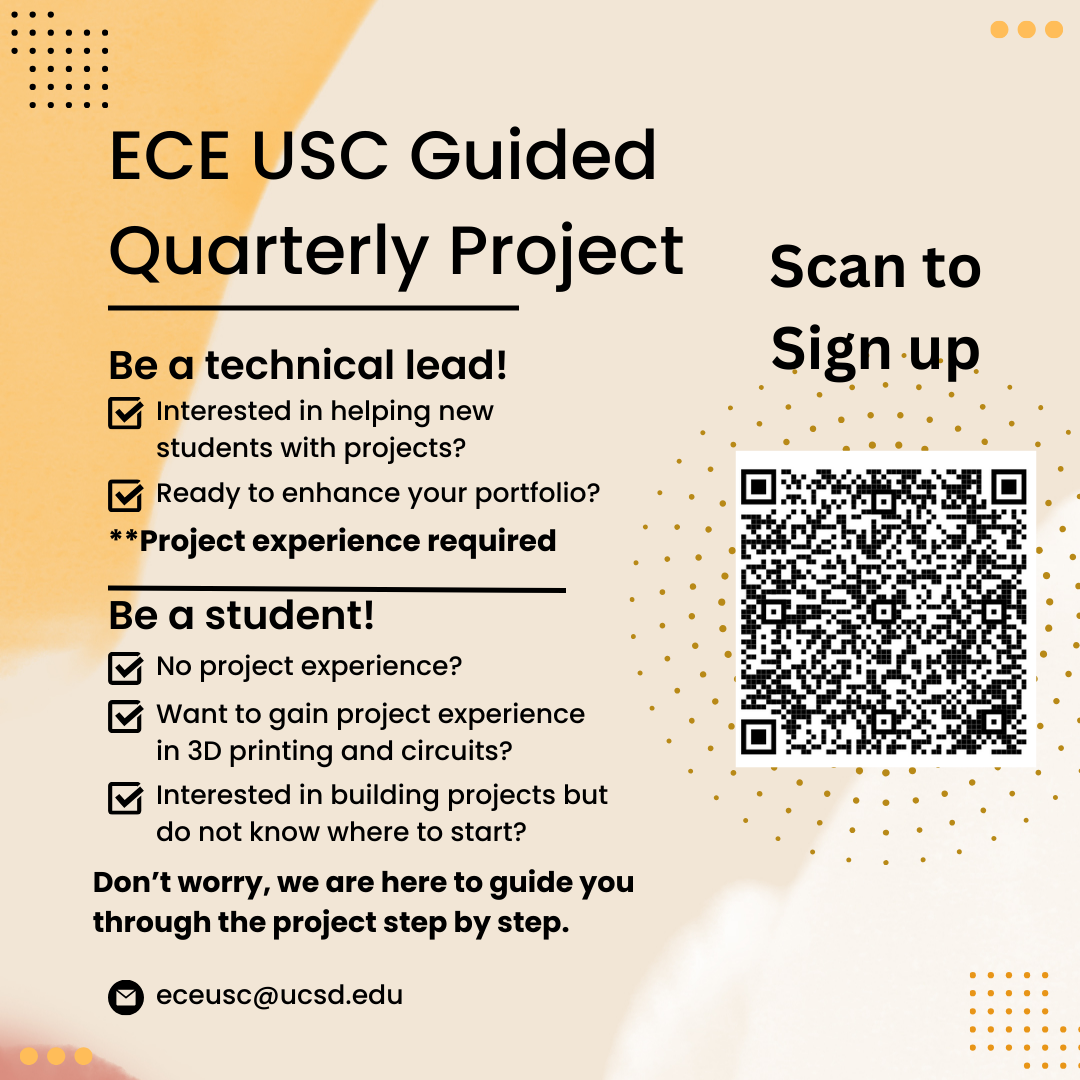 ECE USC Guided
Quarterly Project
Scan to
Sign up
Be a technical lead!
Interested in helping new
students with projects?
Ready to enhance your portfolio?
**Project experience required
Be a student!
No project experience?
Want to gain project experience
in 3D printing and circuits?
Interested in building projects but
do not know where to start?
Don’t worry, we are here to guide you
through the project step by step.
eceusc@ucsd.edu